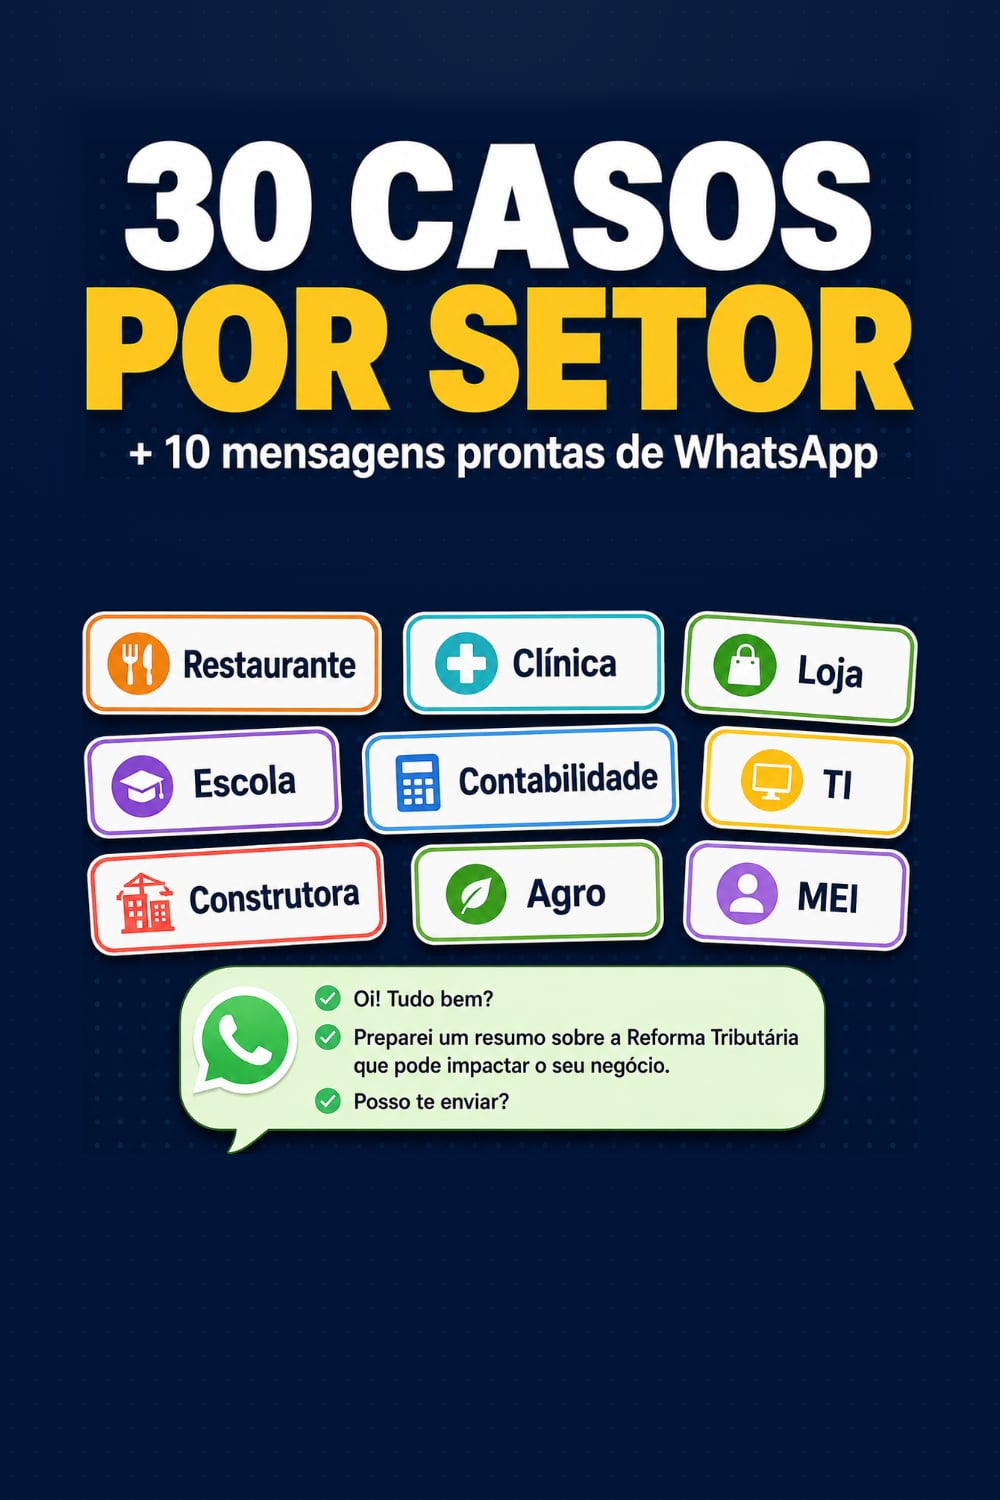 30 CASOS
POR SETOR
+ 10 mensagens prontas de WhatsApp
Restaurante
Clínica
Loja
Escola
Contabilidade
TI
Construtora
Agro
MEI
Oi! Tudo bem?
Preparei um resumo sobre a Reforma Tributária
que pode impactar o seu negócio.
Posso te enviar?